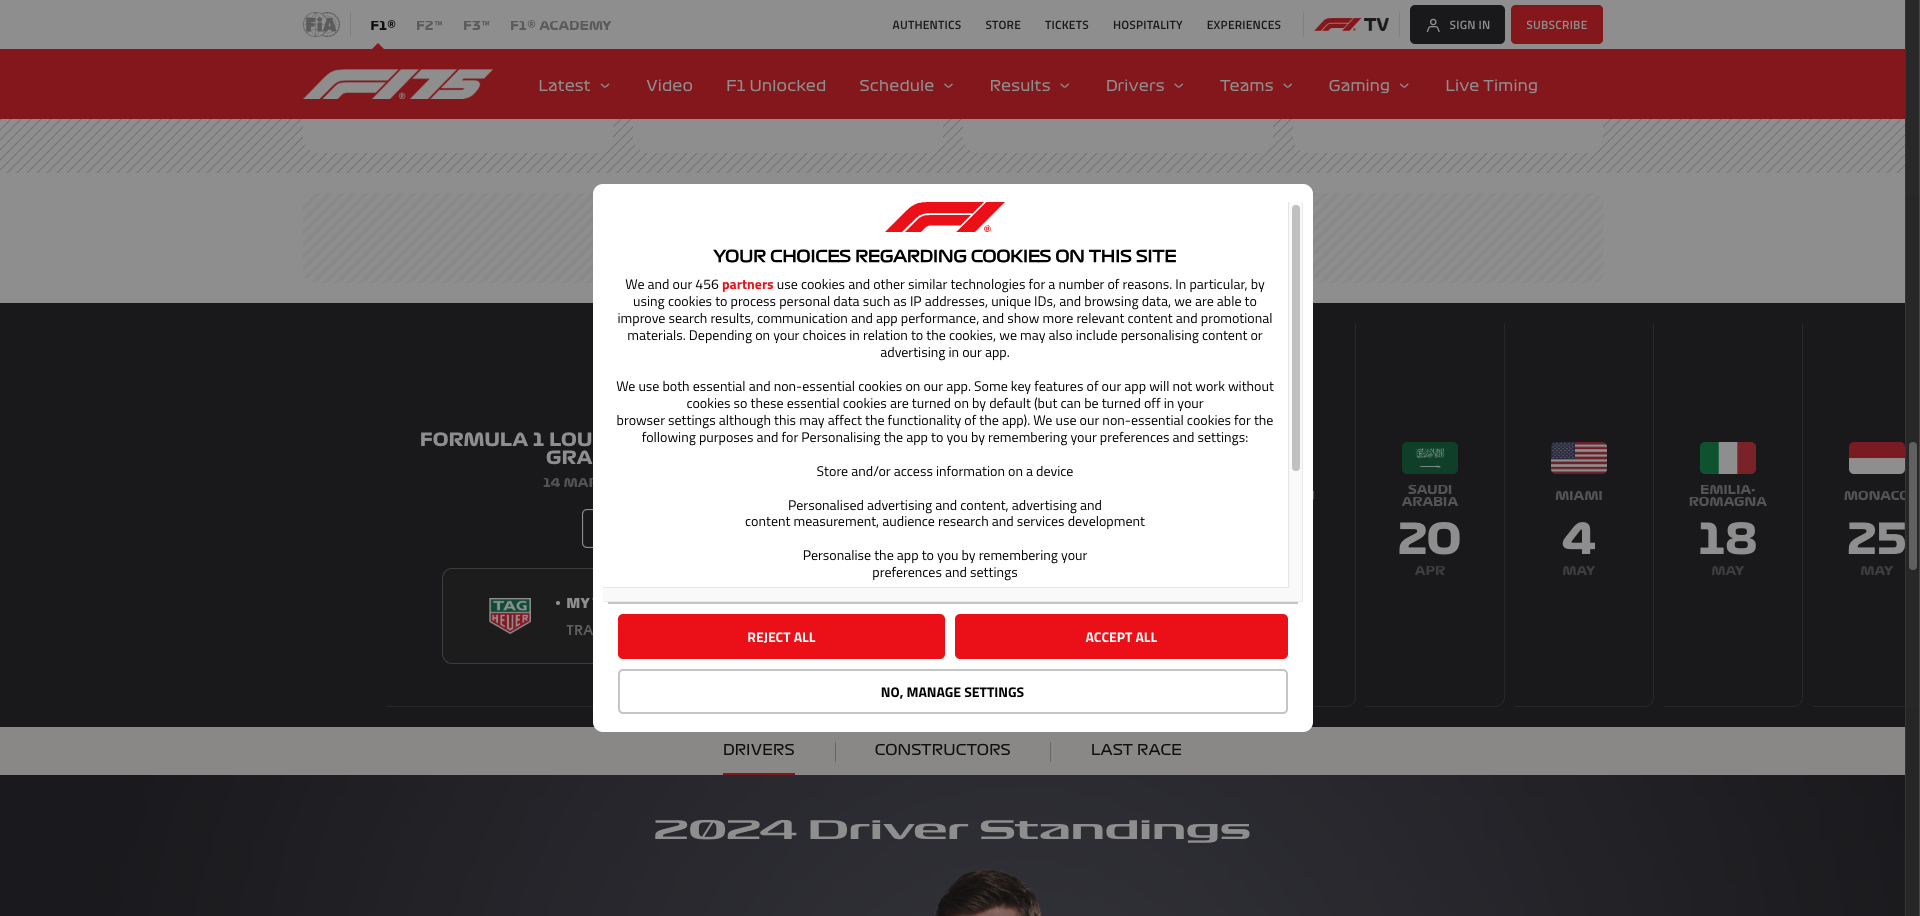 FiA
F1®
F2™
F3™
F1® ACADEMY
AUTHENTICS
STORE
TICKETS
HOSPITALITY
EXPERIENCES
F1 TV
SIGN IN
SUBSCRIBE
F1 75
Latest
Video
F1 Unlocked
Schedule
Results
Drivers
Teams
Gaming
Live Timing
F1®
YOUR CHOICES REGARDING COOKIES ON THIS SITE
We and our 456 partners use cookies and other similar technologies for a number of reasons. In particular, by
using cookies to process personal data such as IP addresses, unique IDs, and browsing data, we are able to
improve search results, communication and app performance, and show more relevant content and promotional
materials. Depending on your choices in relation to the cookies, we may also include personalising content or
advertising in our app.
We use both essential and non-essential cookies on our app. Some key features of our app will not work without
cookies so these essential cookies are turned on by default (but can be turned off in your
browser settings although this may affect the functionality of the app). We use our non-essential cookies for the
following purposes and for Personalising the app to you by remembering your preferences and settings:
Store and/or access information on a device
Personalised advertising and content, advertising and
content measurement, audience research and services development
Personalise the app to you by remembering your
preferences and settings
REJECT ALL
ACCEPT ALL
NO, MANAGE SETTINGS
FORMULA 1 LOU
GRA
14 MAR
TAG
HEUER
• MY
TRA
SAUDI
ARABIA
20
APR
MIAMI
4
MAY
EMILIA-
ROMAGNA
18
MAY
MONACO
25
MAY
DRIVERS
CONSTRUCTORS
LAST RACE
2024 Driver Standings